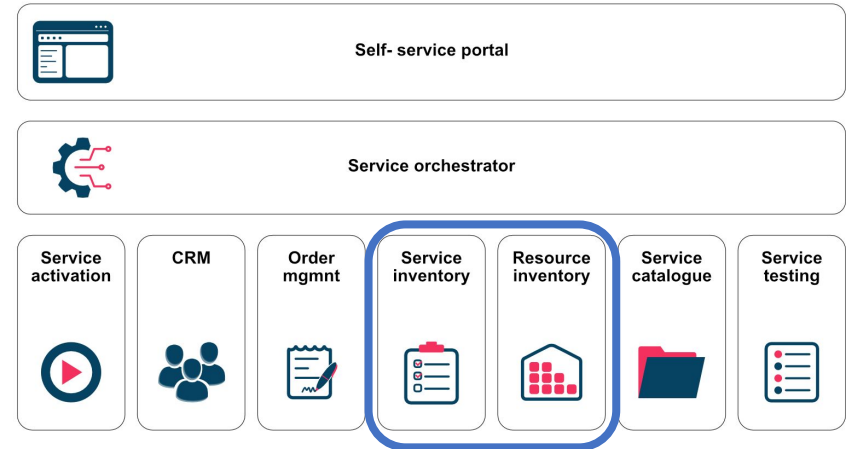 Self- service portal
Service orchestrator
Service
activation
CRM
Order
mgmnt
Service
inventory
Resource
inventory
Service
catalogue
Service
testing